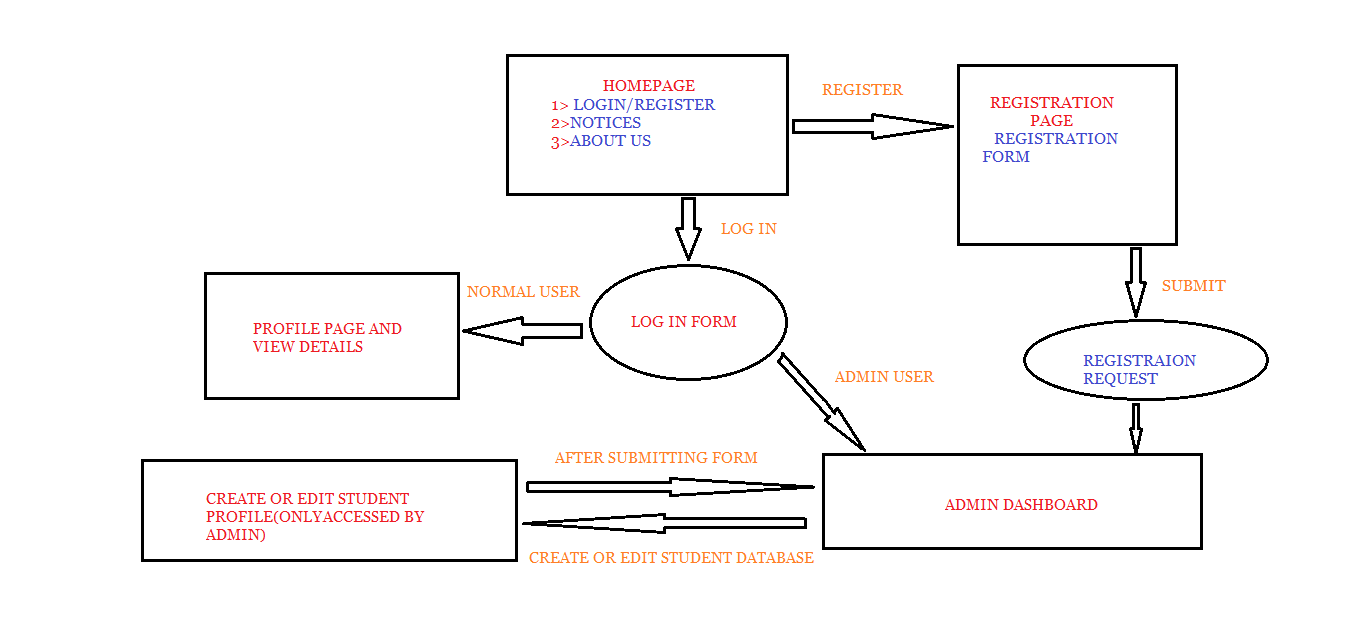 HOMEPAGE
1> LOGIN/REGISTER
2>NOTICES
3>ABOUT US
REGISTER
REGISTRATION
PAGE
REGISTRATION
FORM
LOG IN
SUBMIT
NORMAL USER
LOG IN FORM
PROFILE PAGE AND
VIEW DETAILS
ADMIN USER
REGISTRAION
REQUEST
AFTER SUBMITTING FORM
CREATE OR EDIT STUDENT
PROFILE(ONLYACCESSED BY
ADMIN)
ADMIN DASHBOARD
CREATE OR EDIT STUDENT DATABASE